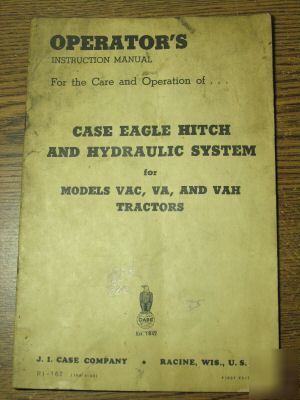 OPERATOR'S
INSTRUCTION MANUAL
For the Care and Operation of . . .
CASE EAGLE HITCH
AND HYDRAULIC SYSTEM
for
MODELS VAC, VA, AND VAH
TRACTORS
CASE
J. I. CASE COMPANY • RACINE, WIS., U. S.